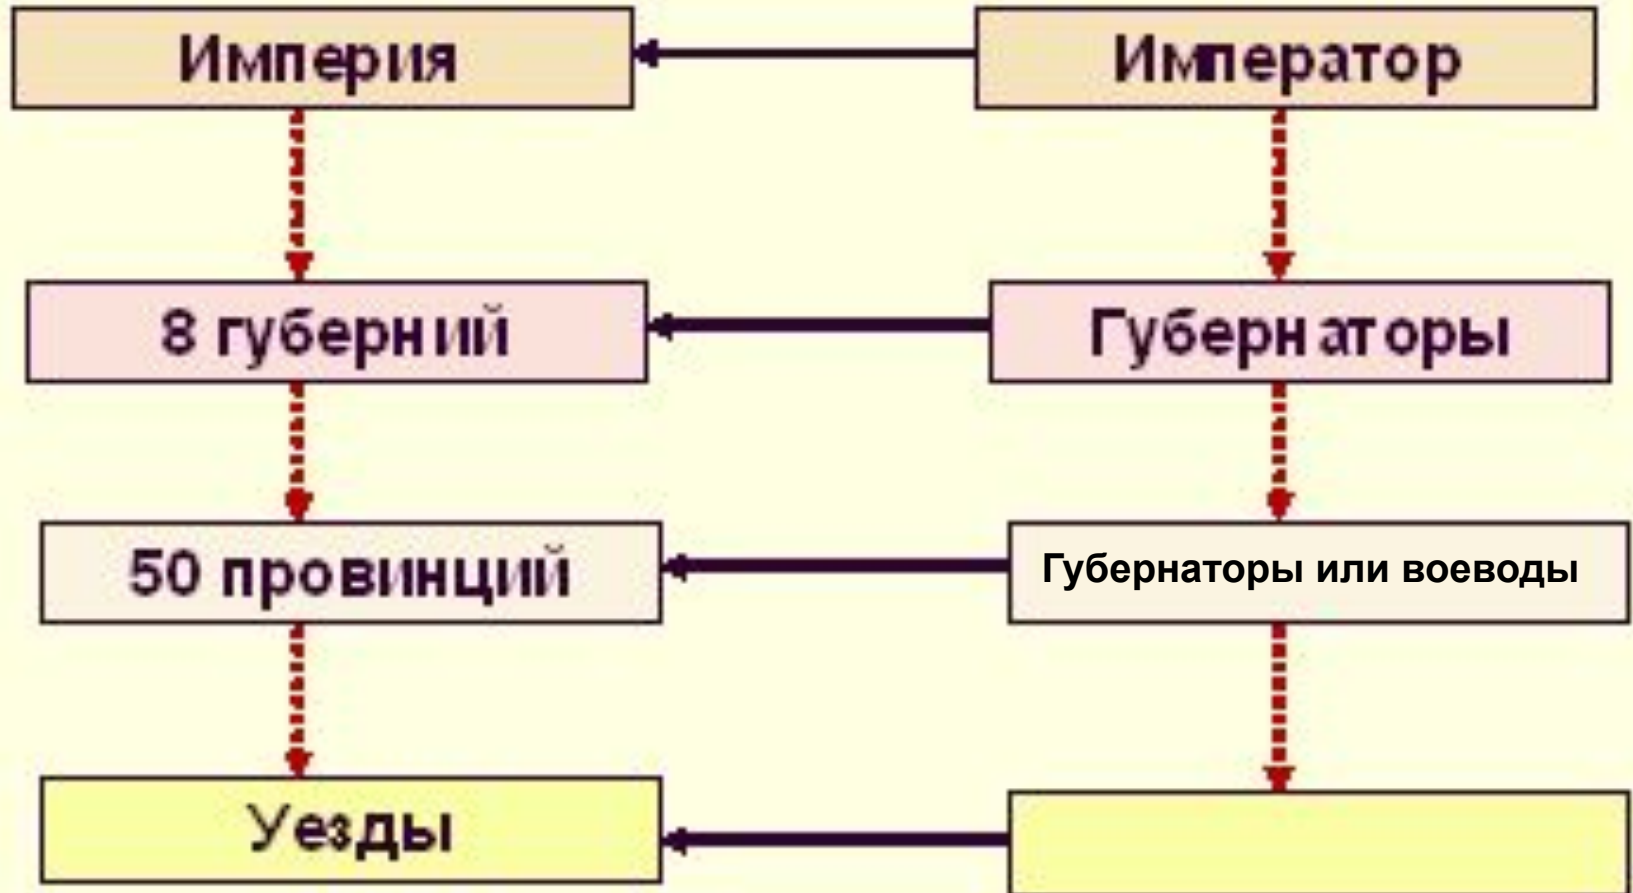 Империя
Император
8 губерний
Губернаторы
50 провинций
Губернаторы или воеводы
Уезды